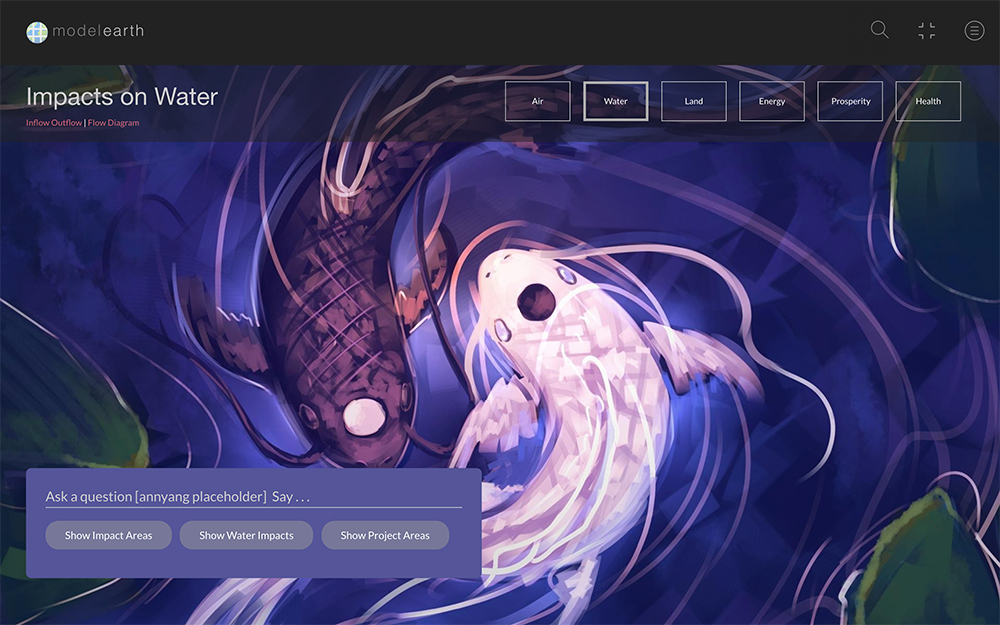 modelearth
Impacts on Water
Inflow Outflow | Flow Diagram
Air
Water
Land
Energy
Prosperity
Health
Ask a question [annyang placeholder] Say . . .
Show Impact Areas
Show Water Impacts
Show Project Areas